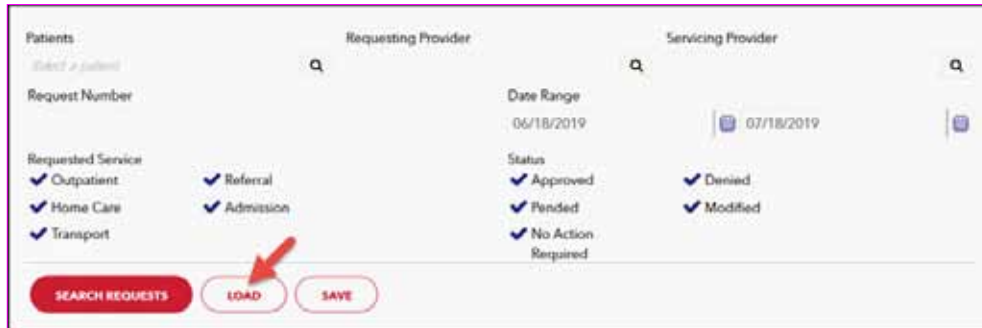 Patients Requesting Provider Servicing Provider
Select a patient
Request Number Date Range
06/18/2019 07/18/2019
Requested Service Status
Outpatient Referral Approved Denied
Home Care Admission Pended Modified
Transport No Action
Required
SEARCH REQUESTS LOAD SAVE